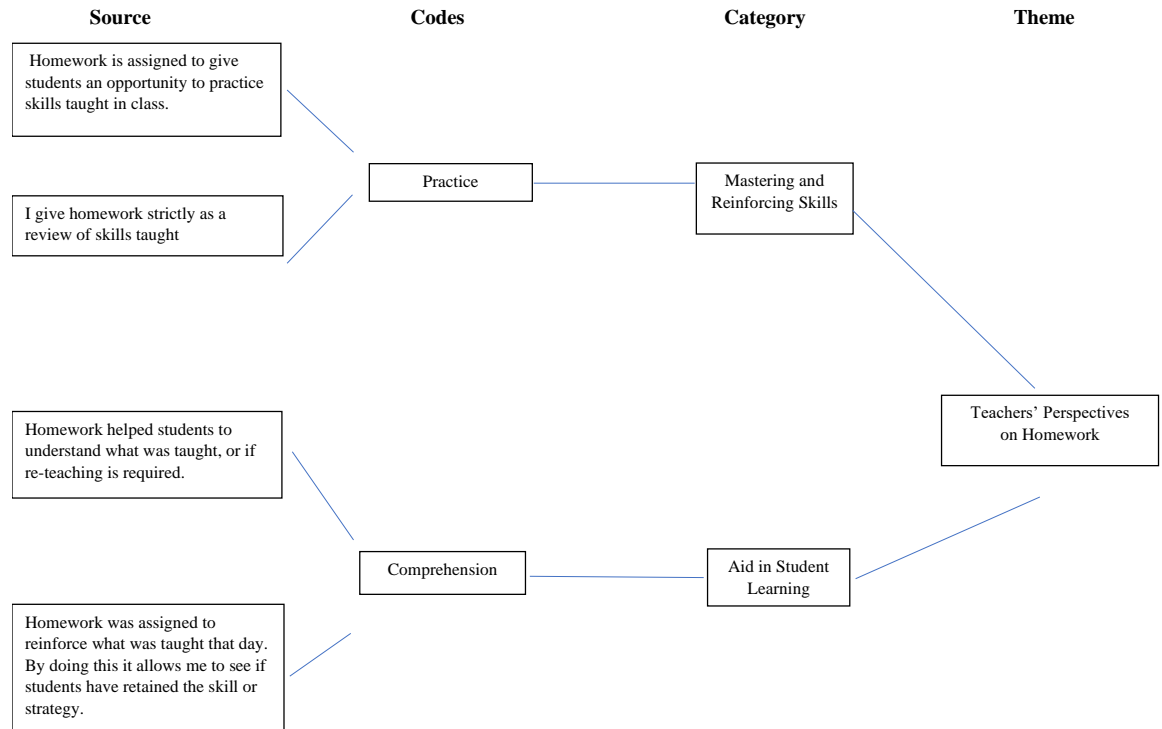 Source Codes Category Theme
Homework is assigned to give
students an opportunity to practice
skills taught in class.
I give homework strictly as a
review of skills taught
Practice
Mastering and
Reinforcing Skills
Homework helped students to
understand what was taught, or if
re-teaching is required.
Homework was assigned to
reinforce what was taught that day.
By doing this it allows me to see if
students have retained the skill or
strategy.
Comprehension
Aid in Student
Learning
Teachers’ Perspectives
on Homework